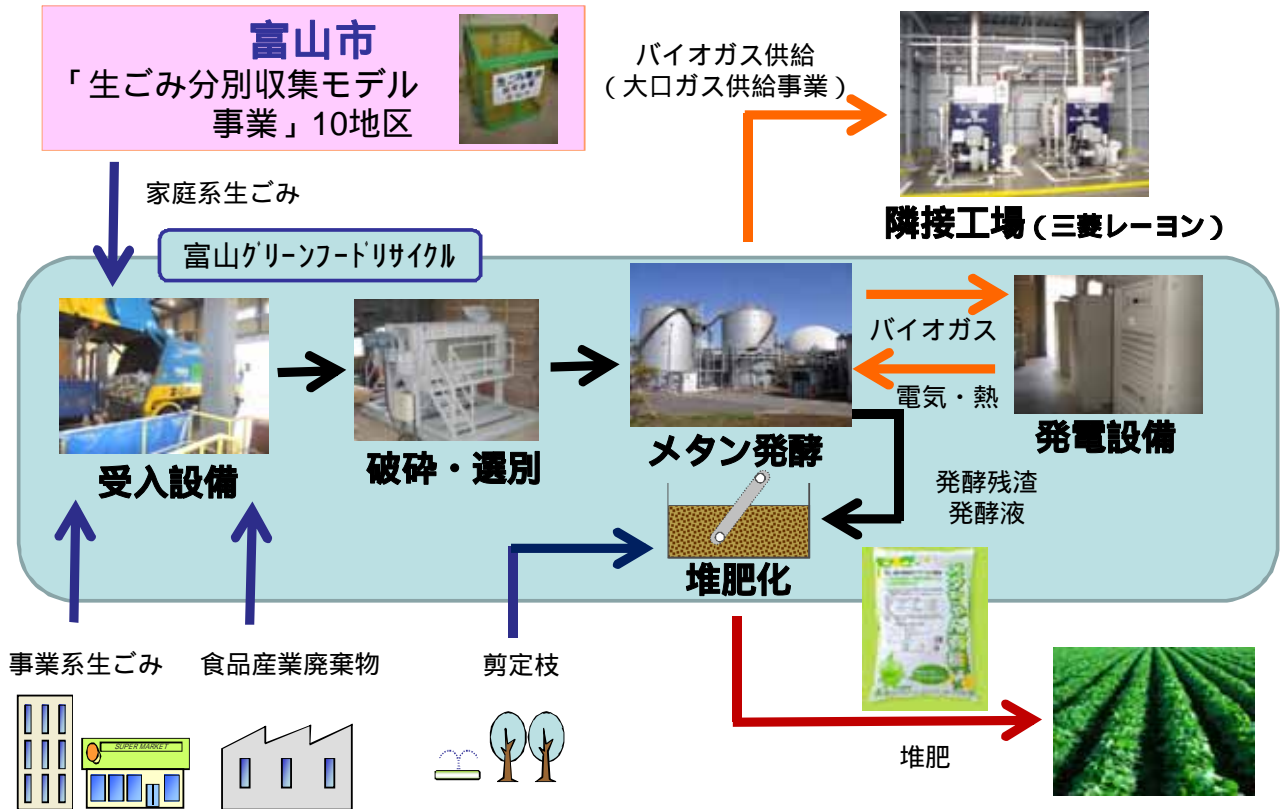 富山市
「生ごみ分別収集モデル
事業」10地区
バイオガス供給
（大口ガス供給事業）
隣接工場（三菱レーヨン）
家庭系生ごみ
富山ｸﾞﾘｰﾝﾌｰﾄﾞﾘｻｲｸﾙ
バイオガス
電気・熱
受入設備
破砕・選別
メタン発酵
発電設備
発酵残渣
発酵液
堆肥化
事業系生ごみ
食品産業廃棄物
剪定枝
SUPER MARKET
堆肥